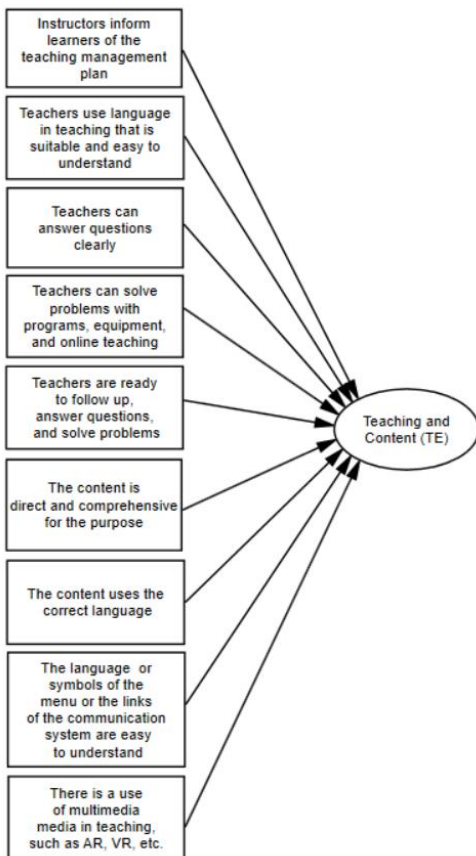 Instructors inform
learners of the
teaching management
plan
Teachers use language
in teaching that is
suitable and easy to
understand
Teachers can
answer questions
clearly
Teachers can solve
problems with
programs, equipment,
and online teaching
Teachers are ready
to follow up,
answer questions,
and solve problems
The content is
direct and comprehensive
for the purpose
The content uses the
correct language
The language or
symbols of the
menu or the links
of the communication
system are easy
to understand
There is a use
of multimedia
media in teaching,
such as AR, VR, etc.
Teaching and
Content (TE)